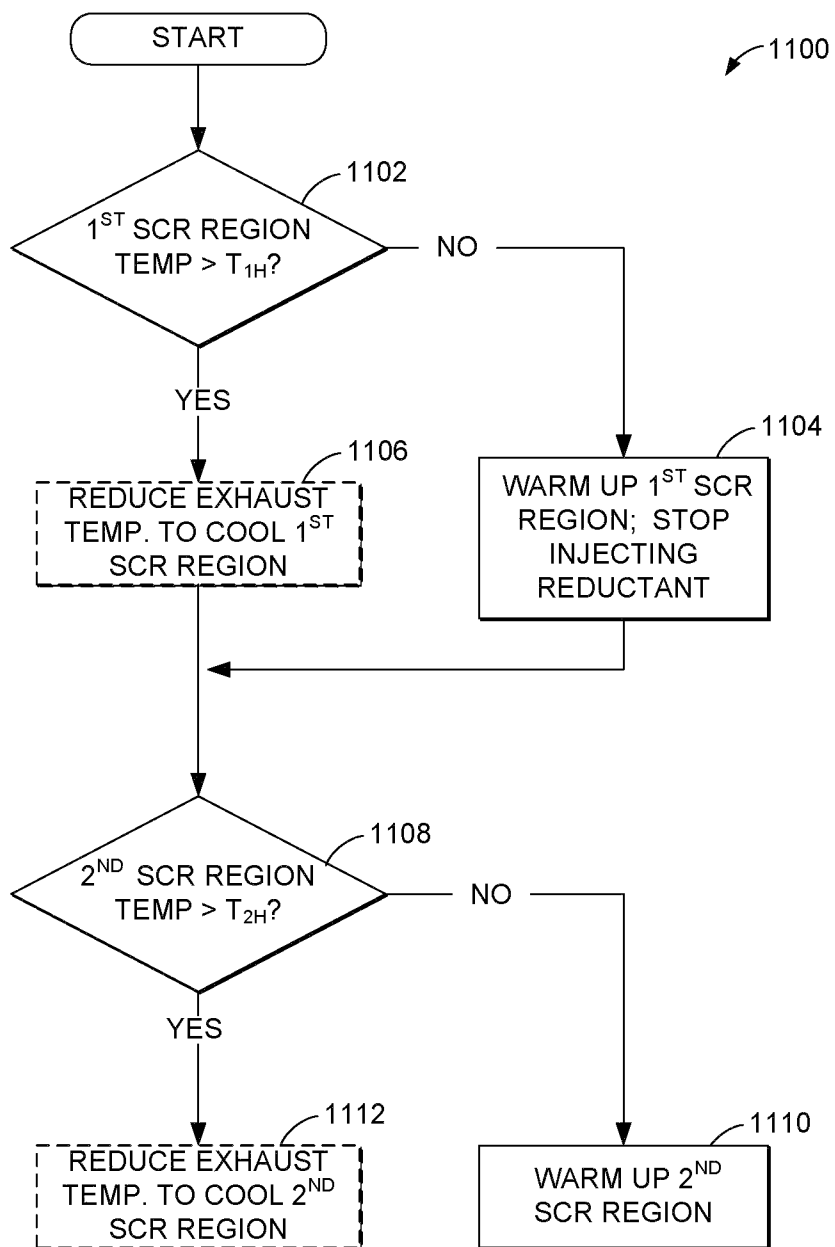 START
1100
1102
1ST SCR REGION
TEMP > T1H?
NO
YES
1106
REDUCE EXHAUST
TEMP. TO COOL 1ST
SCR REGION
1104
WARM UP 1ST SCR
REGION; STOP
INJECTING
REDUCTANT
1108
2ND SCR REGION
TEMP > T2H?
NO
YES
1112
REDUCE EXHAUST
TEMP. TO COOL 2ND
SCR REGION
1110
WARM UP 2ND
SCR REGION